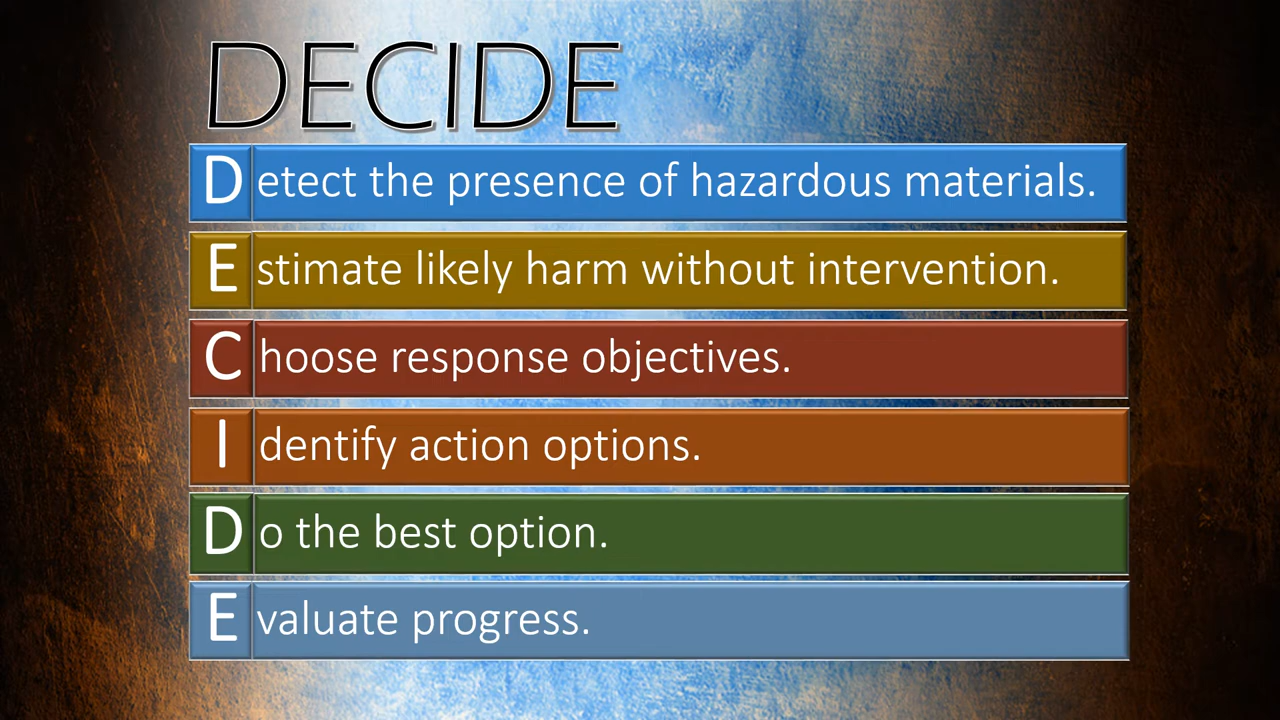 DECIDE
Detect the presence of hazardous materials.
Estimate likely harm without intervention.
Choose response objectives.
Identify action options.
Do the best option.
Evaluate progress.